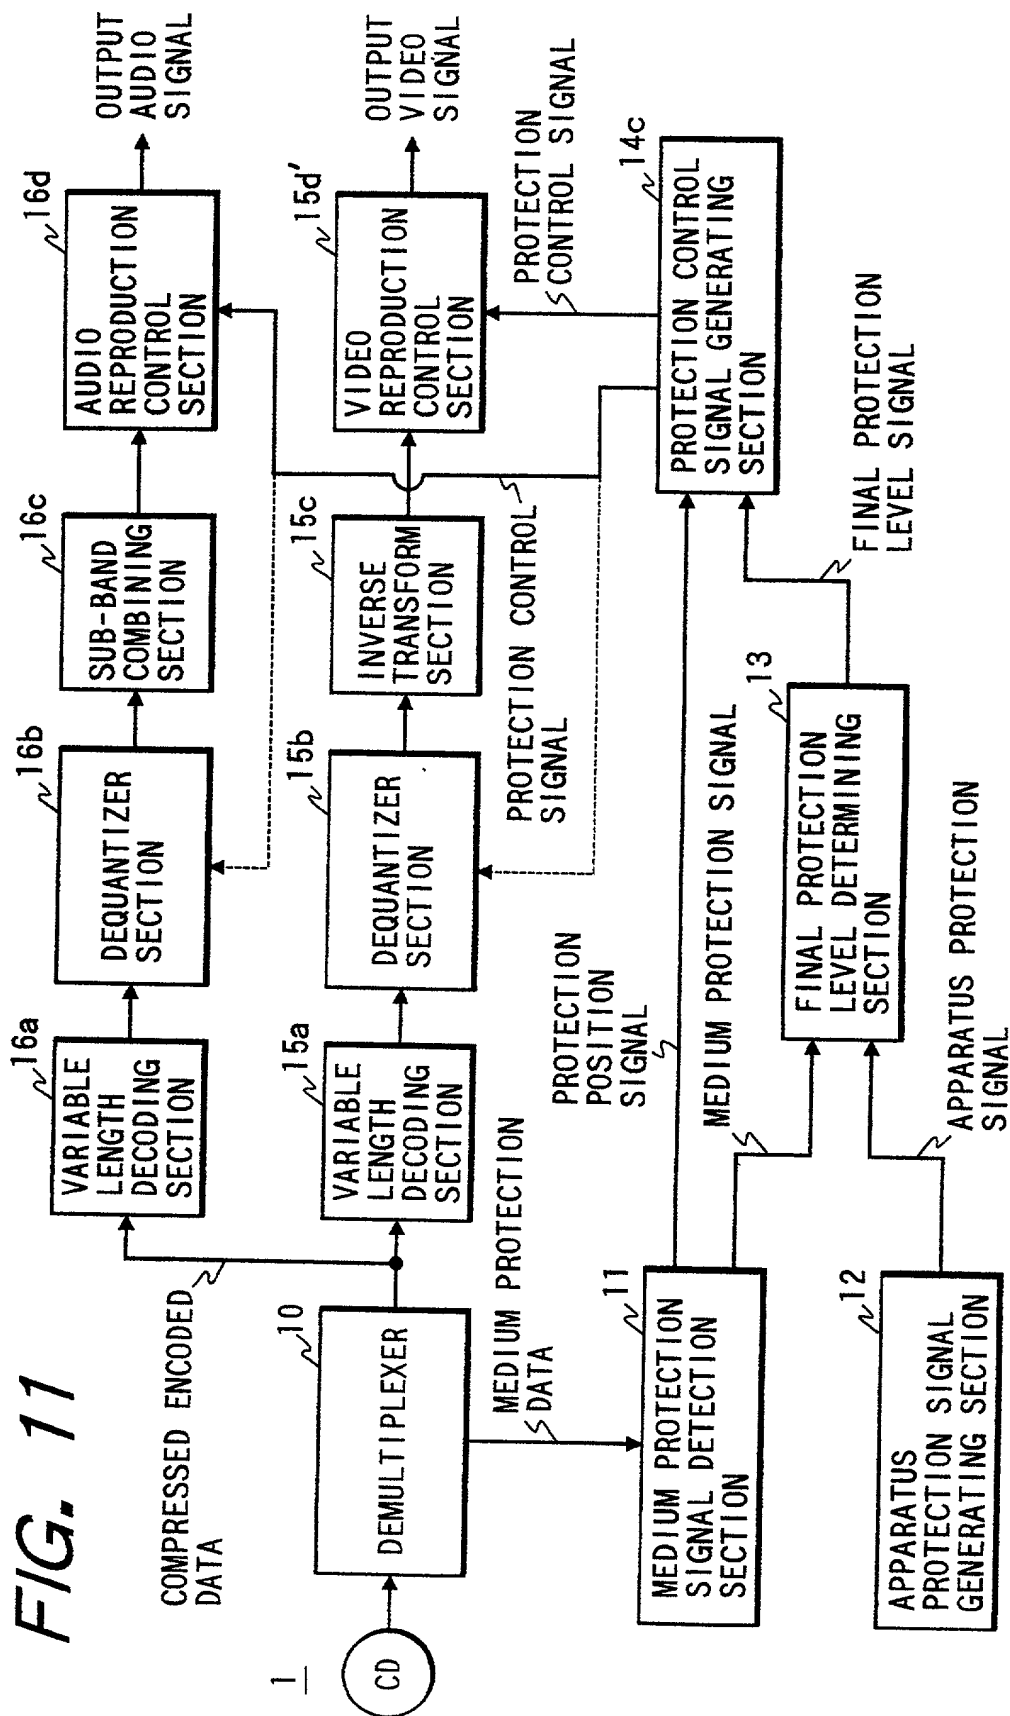 FIG. 11
COMPRESSED ENCODED
DATA
1
CD
10
DEMULTIPLEXER
16a
VARIABLE
LENGTH
DECODING
SECTION
16b
DEQUANTIZER
SECTION
16c
SUB-BAND
COMBINING
SECTION
16d
AUDIO
REPRODUCTION
CONTROL
SECTION
OUTPUT
AUDIO
SIGNAL
15a
VARIABLE
LENGTH
DECODING
SECTION
15b
DEQUANTIZER
SECTION
15c
INVERSE
TRANSFORM
SECTION
15d'
VIDEO
REPRODUCTION
CONTROL
SECTION
OUTPUT
VIDEO
SIGNAL
MEDIUM PROTECTION
DATA
PROTECTION
POSITION
SIGNAL
PROTECTION CONTROL
SIGNAL
PROTECTION
CONTROL SIGNAL
11
MEDIUM PROTECTION
SIGNAL DETECTION
SECTION
MEDIUM PROTECTION SIGNAL
14c
PROTECTION CONTROL
SIGNAL GENERATING
SECTION
12
APPARATUS
PROTECTION SIGNAL
GENERATING SECTION
APPARATUS PROTECTION
SIGNAL
13
FINAL PROTECTION
LEVEL DETERMINING
SECTION
FINAL PROTECTION
LEVEL SIGNAL